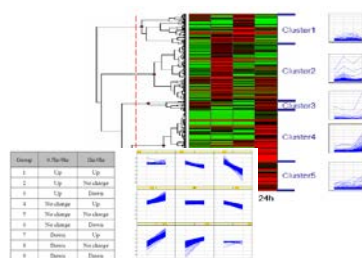 Cluster1
Cluster2
Cluster3
Cluster4
Cluster5
24h
Group
1 Up Up
2 Up No change
3 Up Down
4 No change Up
5 No change No change
6 No change Down
7 Down Up
8 Down No change
9 Down Down